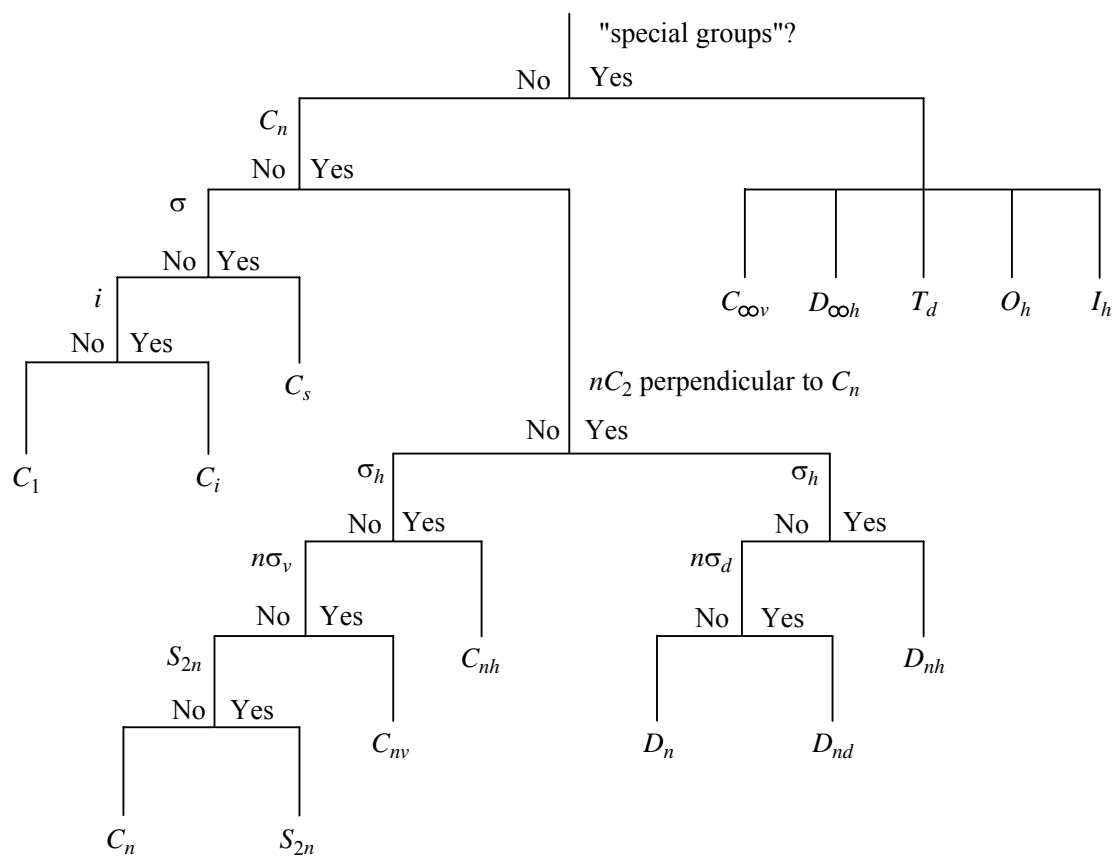 "special groups"?
No Yes
C_n
No Yes
σ
No Yes
i
C_∞v D_∞h T_d O_h I_h
No Yes
C_s
nC_2 perpendicular to C_n
No Yes
C_1 C_i
σ_h σ_h
No Yes No Yes
nσ_v nσ_d
No Yes No Yes
S_2n C_nh D_nh
No Yes
C_nv D_n D_nd
C_n S_2n